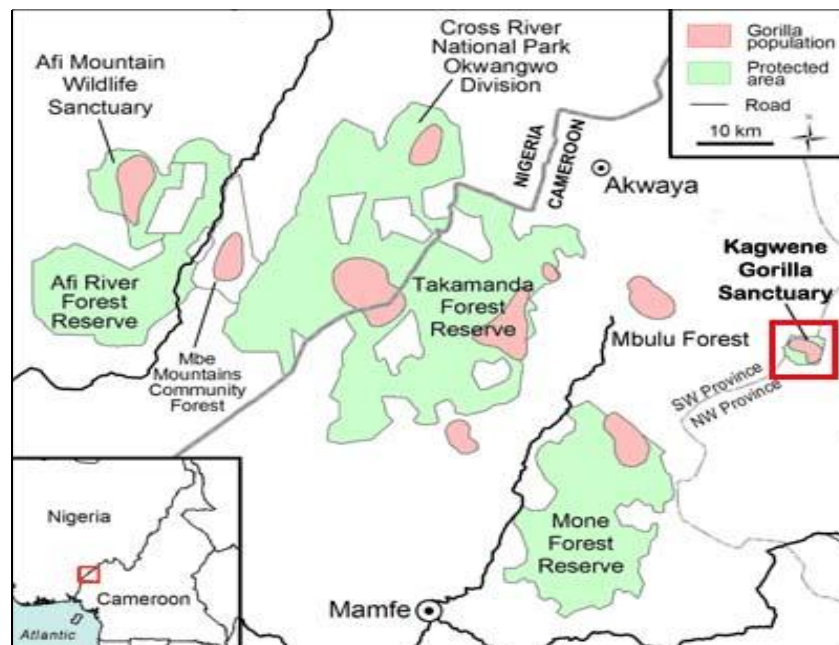 Afi Mountain
Wildlife
Sanctuary
Cross River
National Park
Okwangwo
Division
Gorilla
population
Protected
area
Road
10 km
NIGERIA
CAMEROON
Akwaya
Kagwene
Gorilla
Sanctuary
Afi River
Forest
Reserve
Takamanda
Forest
Reserve
Mbulu Forest
Mbe
Mountains
Community
Forest
SW Province
NW Province
Mone
Forest
Reserve
Mamfe
Nigeria
Cameroon
Atlantic